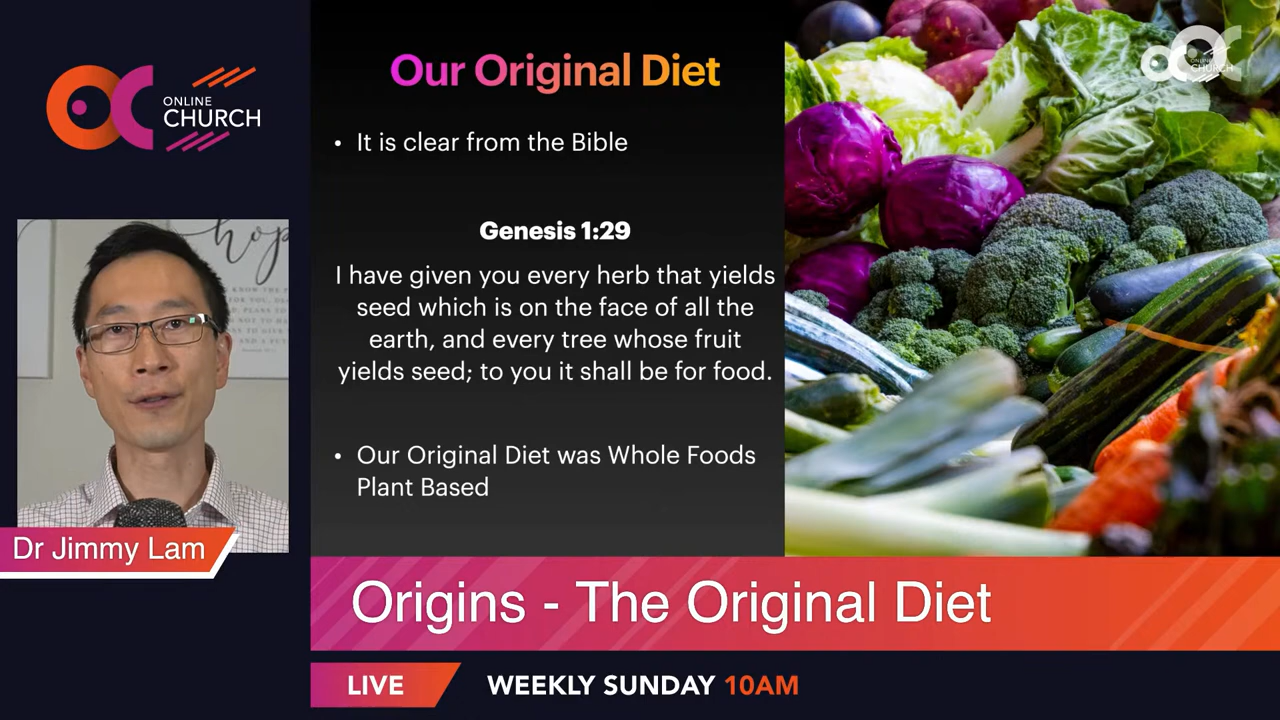 ONLINE
CHURCH
Our Original Diet
• It is clear from the Bible
Genesis 1:29
I have given you every herb that yields
seed which is on the face of all the
earth, and every tree whose fruit
yields seed; to you it shall be for food.
• Our Original Diet was Whole Foods
Plant Based
ONLINE
CHURCH
hop
Dr Jimmy Lam
Origins - The Original Diet
LIVE
WEEKLY SUNDAY 10AM